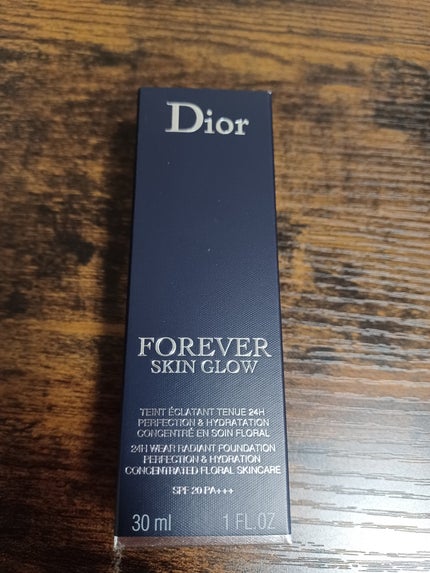 Dior
FOREVER
SKIN GLOW
TEINT ÉCLATANT TENUE 24H
PERFECTION & HYDRATATION
CONCENTRÉ EN SOIN FLORAL
24H WEAR RADIANT FOUNDATION
PERFECTION & HYDRATION
CONCENTRATED FLORAL SKINCARE
SPF 20 PA+++
30 ml 1 FL.OZ